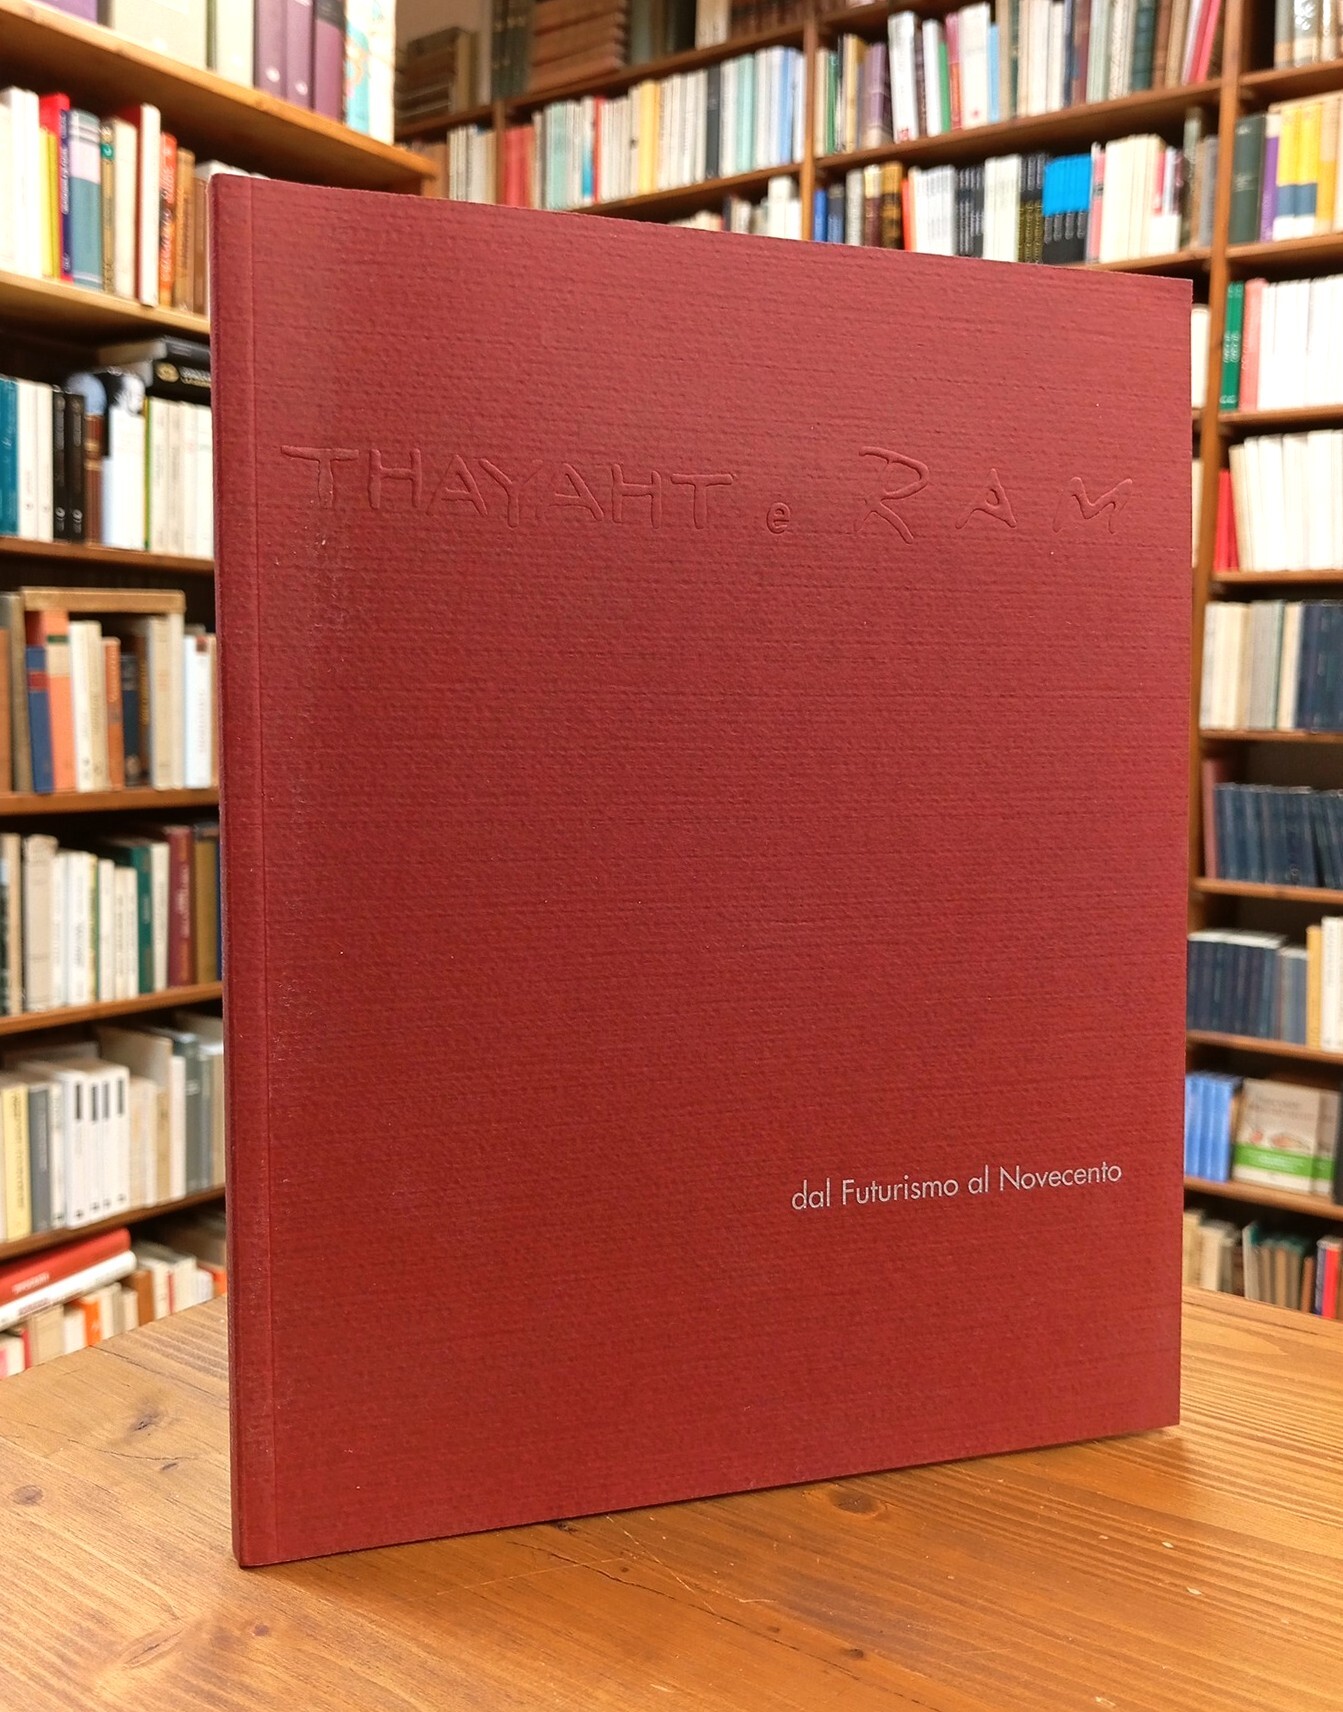 THAYAHT e RAM
dal Futurismo al Novecento